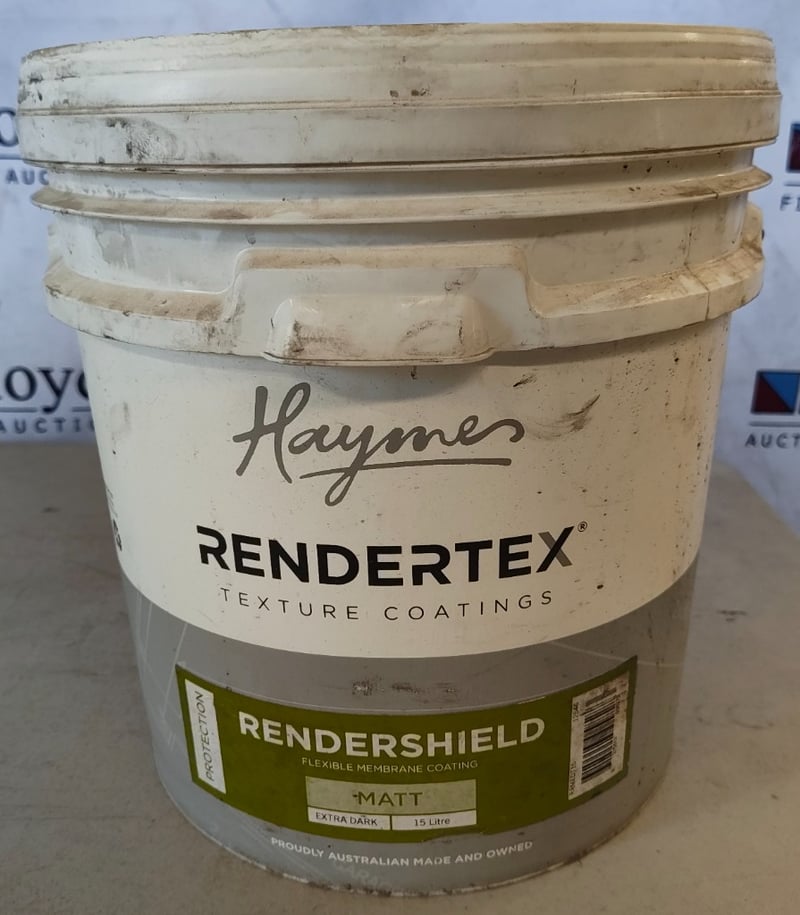 Haymes
RENDERTEX®
TEXTURE COATINGS
PROTECTION
RENDERSHIELD
FLEXIBLE MEMBRANE COATING
MATT
EXTRA DARK
15 Litre
PROUDLY AUSTRALIAN MADE AND OWNED